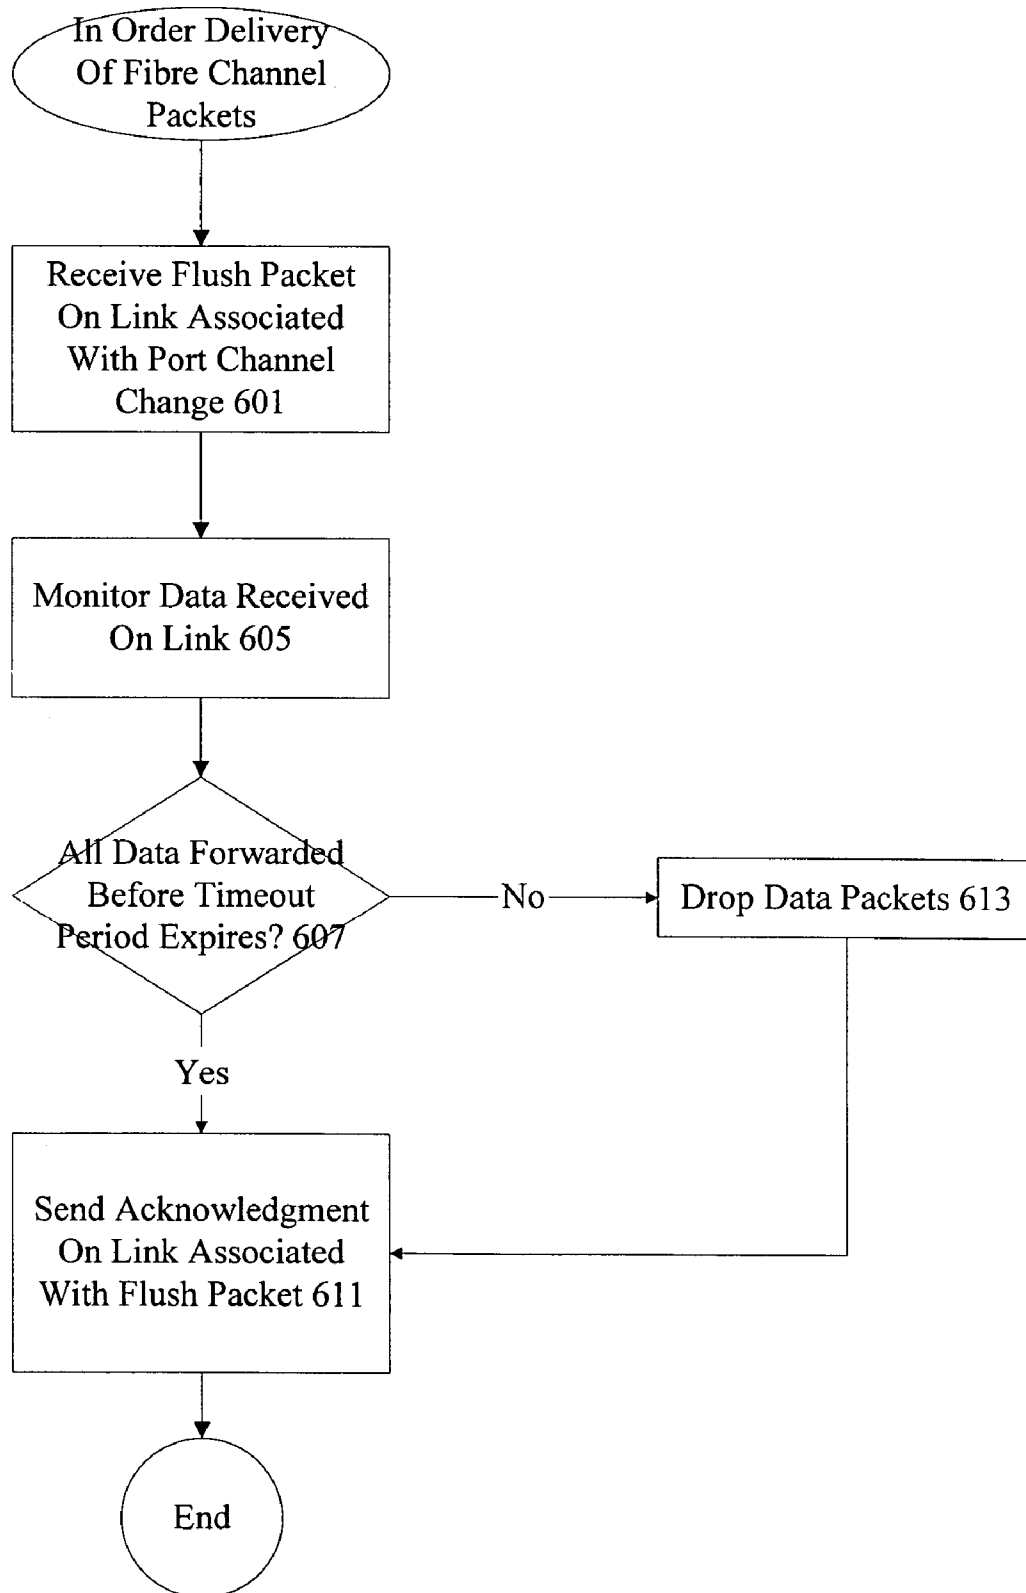 In Order Delivery
Of Fibre Channel
Packets
Receive Flush Packet
On Link Associated
With Port Channel
Change 601
Monitor Data Received
On Link 605
All Data Forwarded
Before Timeout
Period Expires? 607
No
Drop Data Packets 613
Yes
Send Acknowledgment
On Link Associated
With Flush Packet 611
End